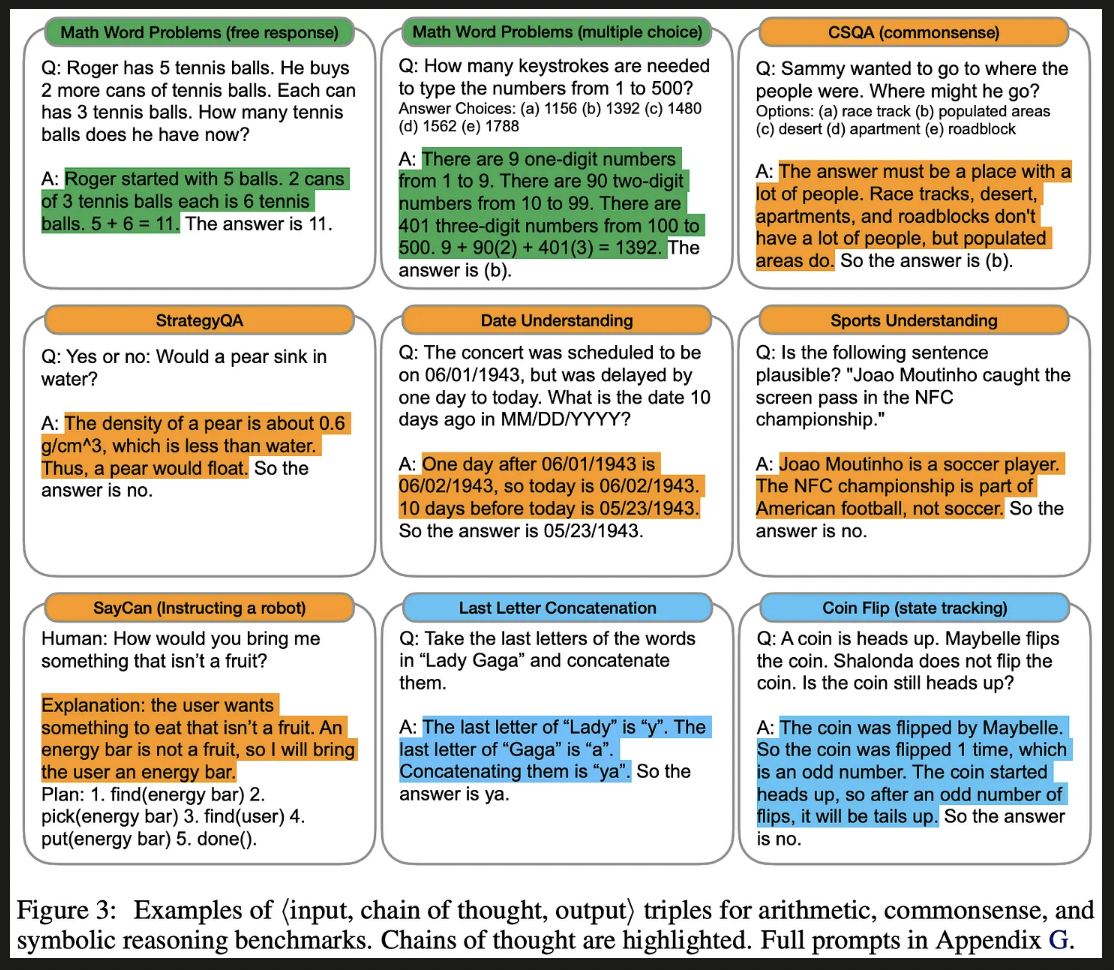 Math Word Problems (free response)
Q: Roger has 5 tennis balls. He buys
2 more cans of tennis balls. Each can
has 3 tennis balls. How many tennis
balls does he have now?
A: Roger started with 5 balls. 2 cans
of 3 tennis balls each is 6 tennis
balls. 5 + 6 = 11. The answer is 11.
Math Word Problems (multiple choice)
Q: How many keystrokes are needed
to type the numbers from 1 to 500?
Answer Choices: (a) 1156 (b) 1392 (c) 1480
(d) 1562 (e) 1788
A: There are 9 one-digit numbers
from 1 to 9. There are 90 two-digit
numbers from 10 to 99. There are
401 three-digit numbers from 100 to
500. 9 + 90(2) + 401(3) = 1392. The
answer is (b).
CSQA (commonsense)
Q: Sammy wanted to go to where the
people were. Where might he go?
Options: (a) race track (b) populated areas
(c) desert (d) apartment (e) roadblock
A: The answer must be a place with a
lot of people. Race tracks, desert,
apartments, and roadblocks don't
have a lot of people, but populated
areas do. So the answer is (b).
StrategyQA
Q: Yes or no: Would a pear sink in
water?
A: The density of a pear is about 0.6
g/cm^3, which is less than water.
Thus, a pear would float. So the
answer is no.
Date Understanding
Q: The concert was scheduled to be
on 06/01/1943, but was delayed by
one day to today. What is the date 10
days ago in MM/DD/YYYY?
A: One day after 06/01/1943 is
06/02/1943, so today is 06/02/1943.
10 days before today is 05/23/1943.
So the answer is 05/23/1943.
Sports Understanding
Q: Is the following sentence
plausible? "Joao Moutinho caught the
screen pass in the NFC
championship."
A: Joao Moutinho is a soccer player.
The NFC championship is part of
American football, not soccer. So the
answer is no.
SayCan (Instructing a robot)
Human: How would you bring me
something that isn’t a fruit?
Explanation: the user wants
something to eat that isn’t a fruit. An
energy bar is not a fruit, so I will bring
the user an energy bar.
Plan: 1. find(energy bar) 2.
pick(energy bar) 3. find(user) 4.
put(energy bar) 5. done().
Last Letter Concatenation
Q: Take the last letters of the words
in “Lady Gaga” and concatenate
them.
A: The last letter of “Lady” is “y”. The
last letter of “Gaga” is “a”.
Concatenating them is “ya”. So the
answer is ya.
Coin Flip (state tracking)
Q: A coin is heads up. Maybelle flips
the coin. Shalonda does not flip the
coin. Is the coin still heads up?
A: The coin was flipped by Maybelle.
So the coin was flipped 1 time, which
is an odd number. The coin started
heads up, so after an odd number of
flips, it will be tails up. So the answer
is no.
Figure 3: Examples of ⟨input, chain of thought, output⟩ triples for arithmetic, commonsense, and
symbolic reasoning benchmarks. Chains of thought are highlighted. Full prompts in Appendix G.